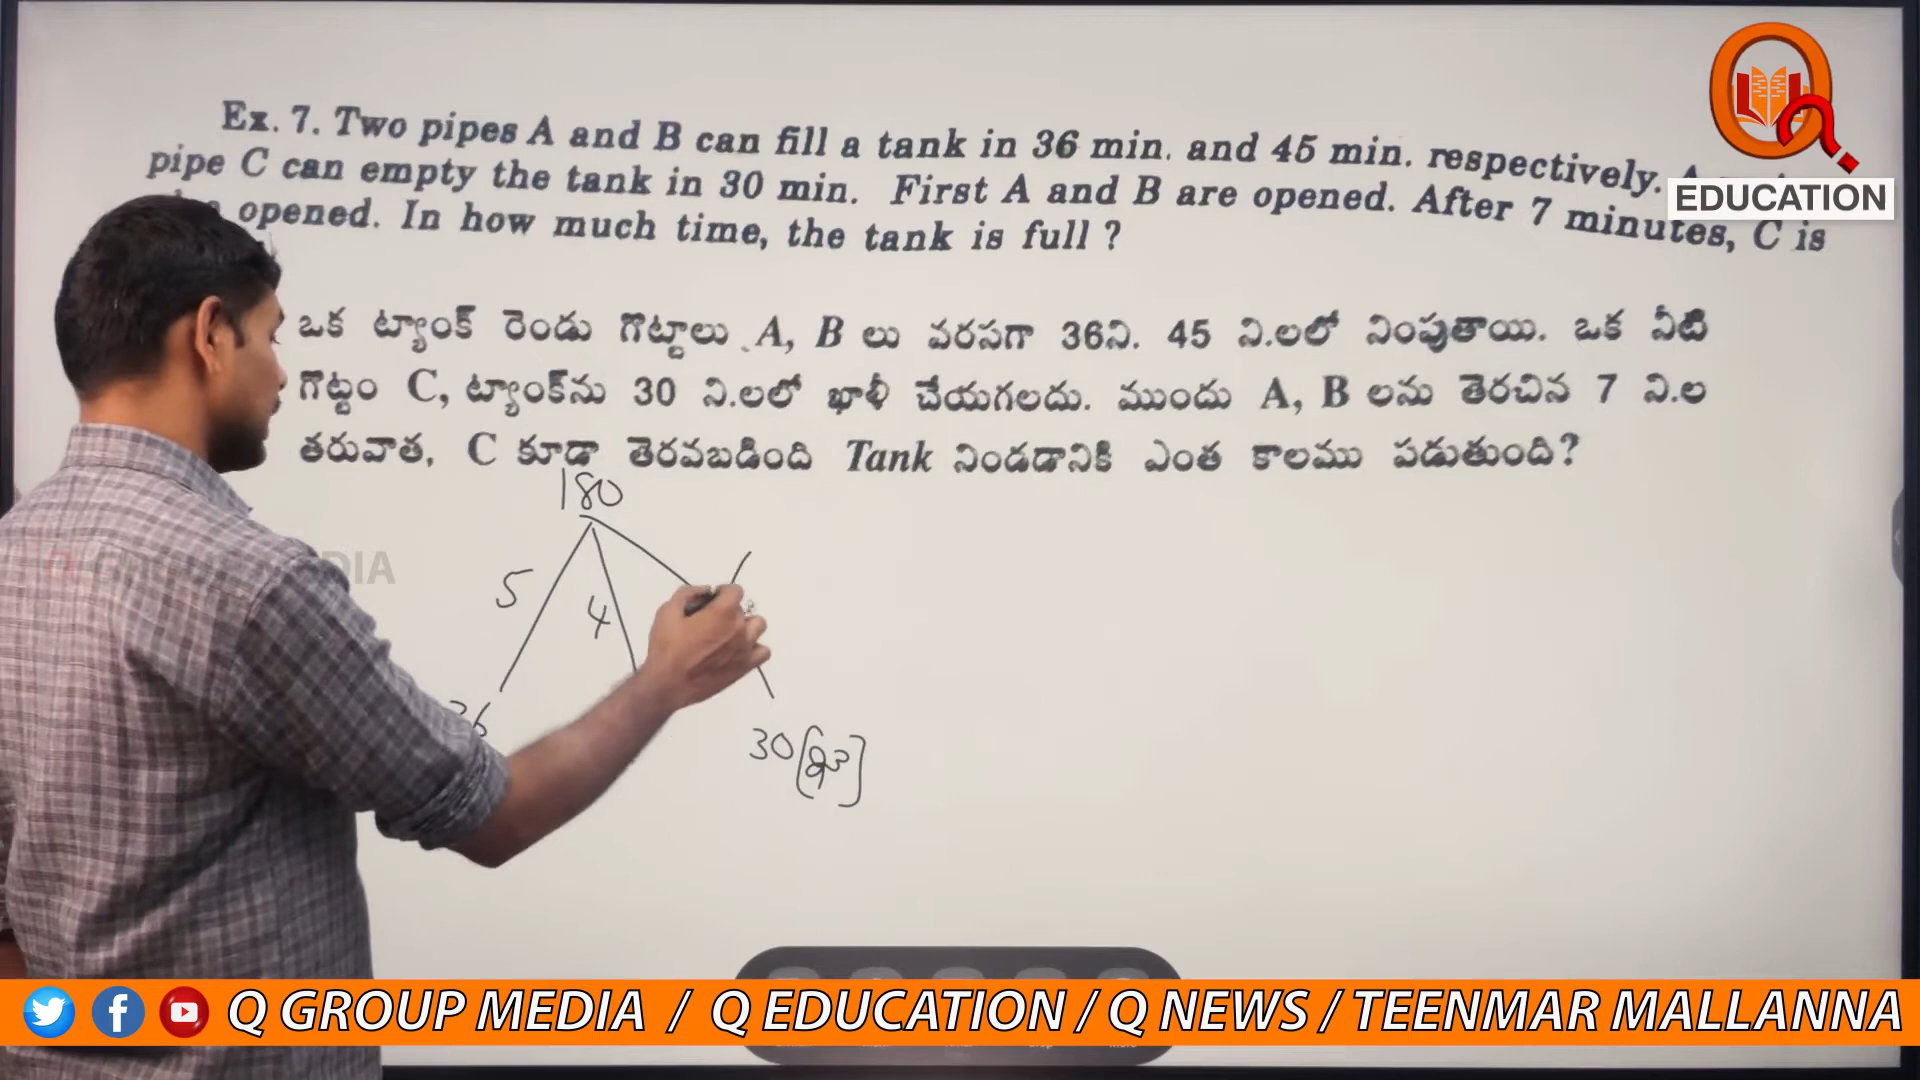 Ex. 7. Two pipes A and B can fill a tank in 36 min. and 45 min. respectively.
pipe C can empty the tank in 30 min. First A and B are opened. After 7 minutes, C is
opened. In how much time, the tank is full ?
ఒక ట్యాంక్ రెండు గొట్టాలు A, B లు వరసగా 36ని. 45 ని.లలో నింపుతాయి. ఒక నీటి
గొట్టం C, ట్యాంక్‌ను 30 ని.లలో ఖాళీ చేయగలదు. ముందు A, B లను తెరచిన 7 ని.ల
తరువాత, C కూడా తెరవబడింది Tank నిండడానికి ఎంత కాలము పడుతుంది?
180
5
4
30
EDUCATION
Q GROUP MEDIA / Q EDUCATION / Q NEWS / TEENMAR MALLANNA